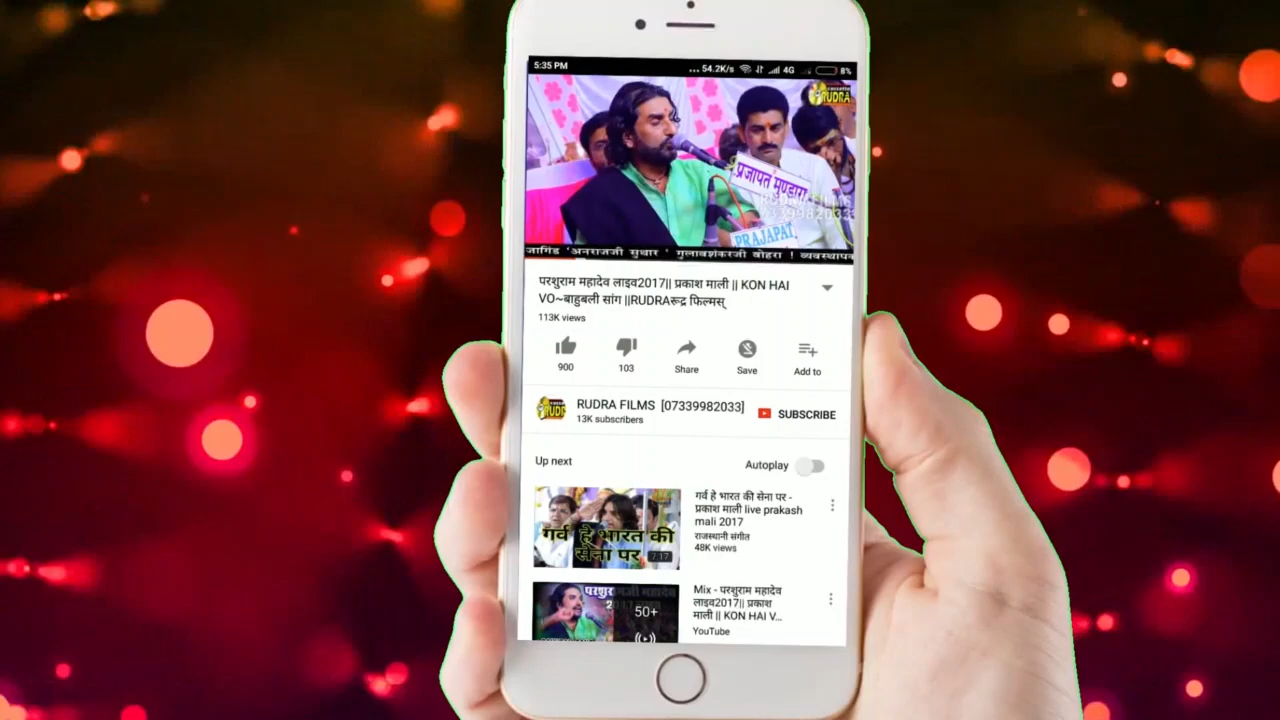 5:35 PM
... 54.2K/s 4G 8%
RUDRA
प्रजापत मुण्डारा
RUDRA FILMS
07339982033
PRAJAPAT
जागिंड 'अनराजजी सुथार ' गुलाबशंकरजी वोहरा ! व्यवस्थापक
परशुराम महादेव लाइव2017|| प्रकाश माली || KON HAI
VO~बाहुबली सांग ||RUDRAरूद्र फिल्मस्
113K views
900
103
Share
Save
Add to
RUDRA FILMS [07339982033]
SUBSCRIBE
13K subscribers
Up next
Autoplay
गर्व हे भारत की
सेना पर
7:17
गर्व हे भारत की सेना पर -
प्रकाश माली live prakash
mali 2017
राजस्थानी संगीत
48K views
50+
Mix - परशुराम महादेव
लाइव2017|| प्रकाश
माली || KON HAI V...
YouTube